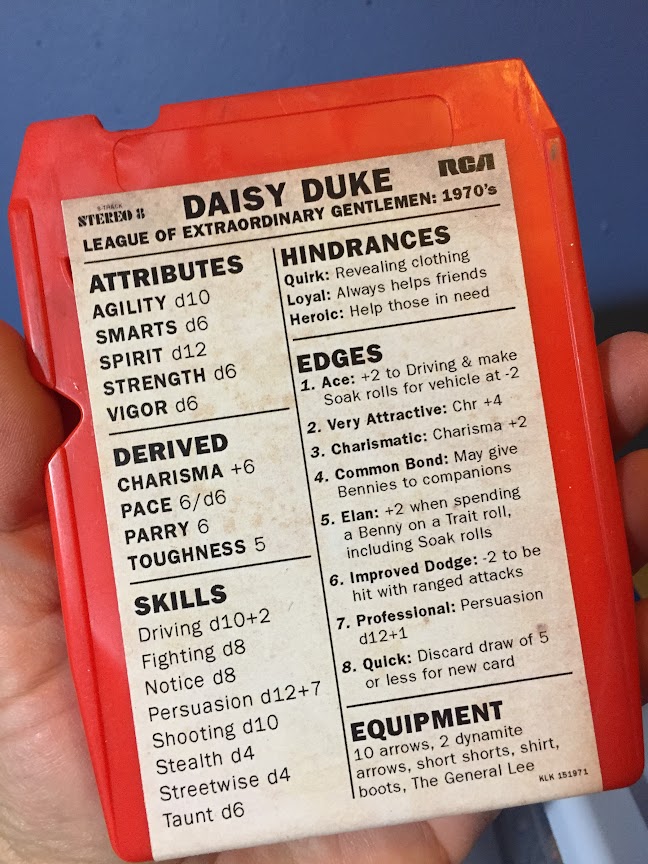 8-TRACK
STEREO 8
DAISY DUKE
RCA
LEAGUE OF EXTRAORDINARY GENTLEMEN: 1970's
ATTRIBUTES
AGILITY d10
SMARTS d6
SPIRIT d12
STRENGTH d6
VIGOR d6
DERIVED
CHARISMA +6
PACE 6/d6
PARRY 6
TOUGHNESS 5
SKILLS
Driving d10+2
Fighting d8
Notice d8
Persuasion d12+7
Shooting d10
Stealth d4
Streetwise d4
Taunt d6
HINDRANCES
Quirk: Revealing clothing
Loyal: Always helps friends
Heroic: Help those in need
EDGES
1. Ace: +2 to Driving & make
Soak rolls for vehicle at -2
2. Very Attractive: Chr +4
3. Charismatic: Charisma +2
4. Common Bond: May give
Bennies to companions
5. Elan: +2 when spending
a Benny on a Trait roll,
including Soak rolls
6. Improved Dodge: -2 to be
hit with ranged attacks
7. Professional: Persuasion
d12+1
8. Quick: Discard draw of 5
or less for new card
EQUIPMENT
10 arrows, 2 dynamite
arrows, short shorts, shirt,
boots, The General Lee
KLK 151971